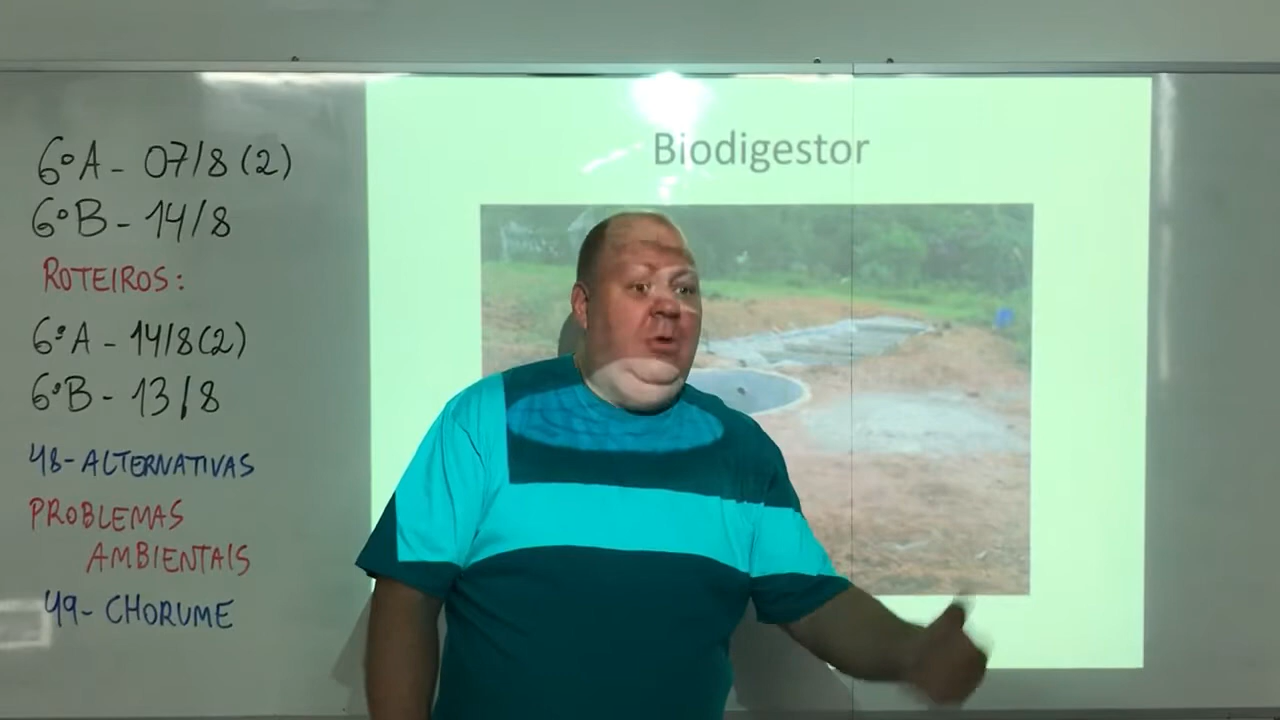 6ºA - 07/8 (2)
6ºB - 14/8
ROTEIROS:
6ºA - 14/8(2)
6ºB - 13/8
48-ALTERNATIVAS
PROBLEMAS
AMBIENTAIS
49- CHORUME
Biodigestor